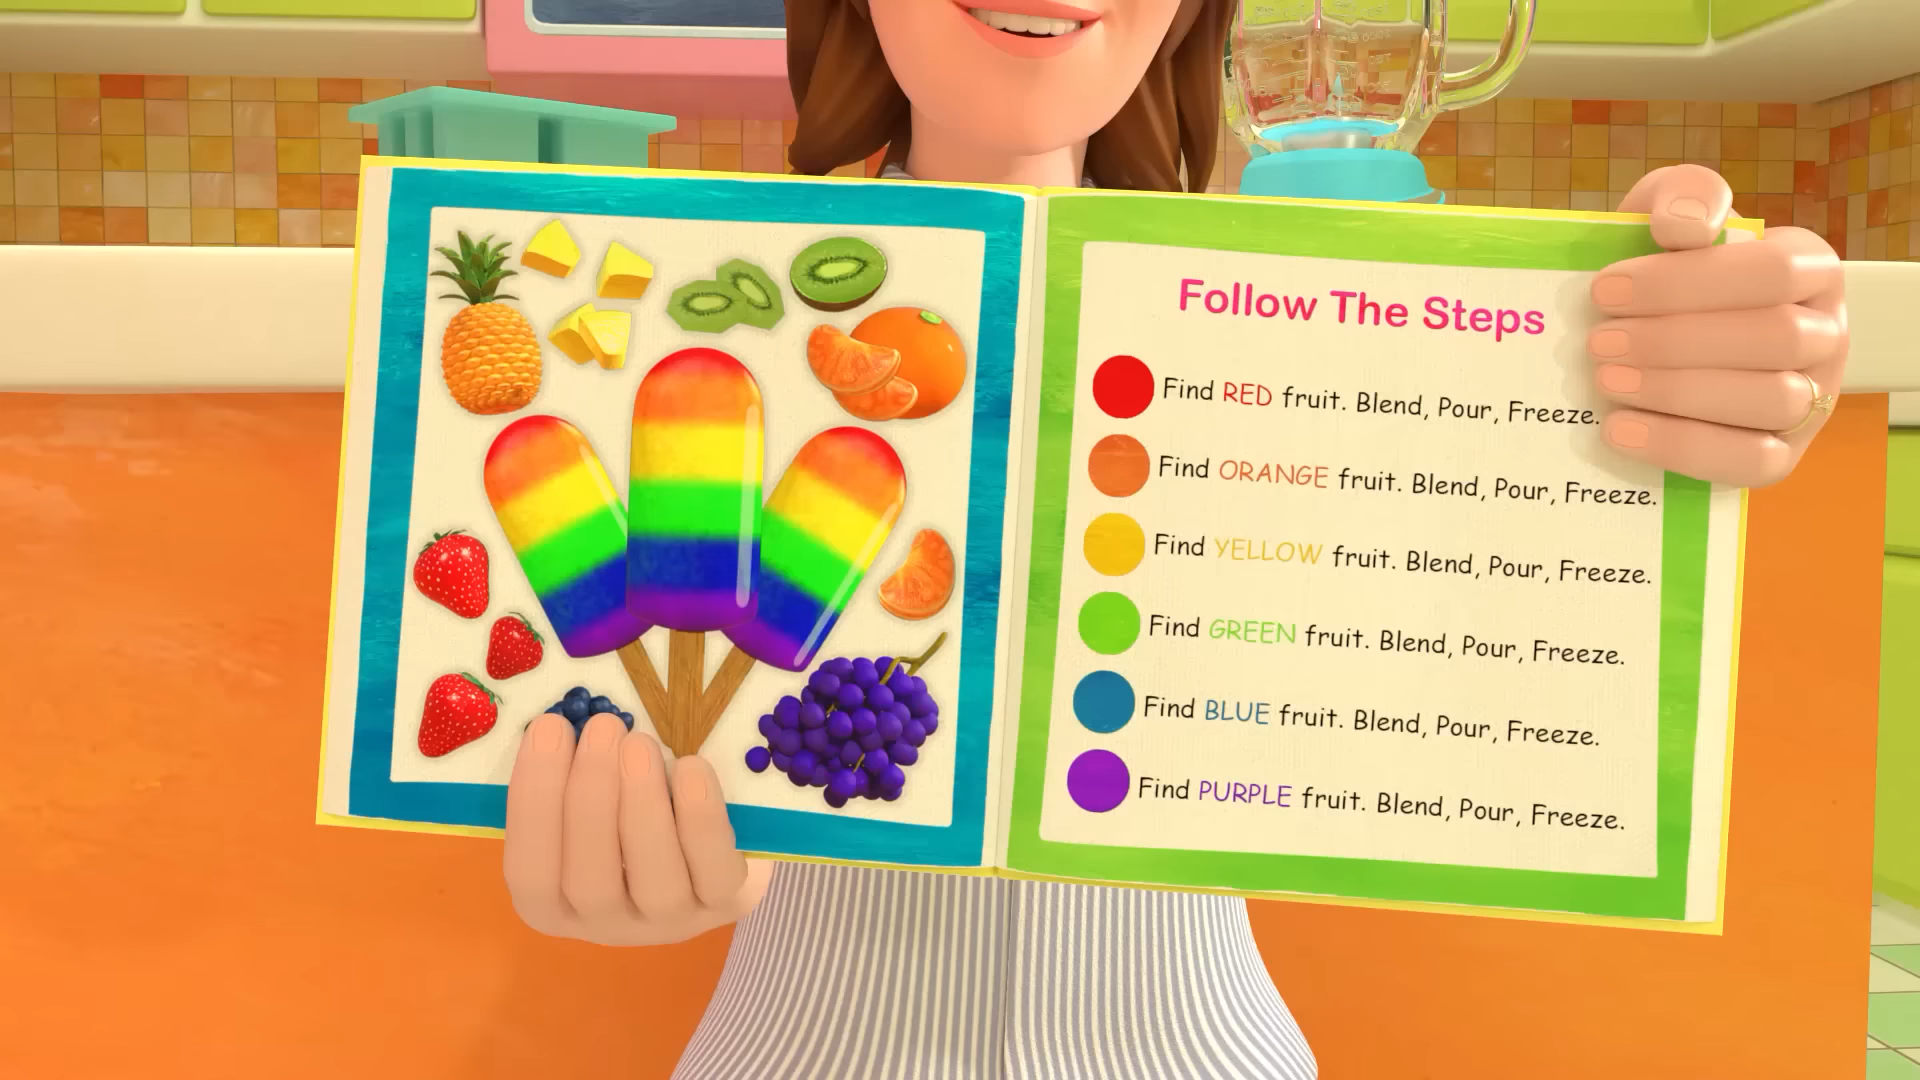 Follow The Steps
Find RED fruit. Blend, Pour, Freeze.
Find ORANGE fruit. Blend, Pour, Freeze.
Find YELLOW fruit. Blend, Pour, Freeze.
Find GREEN fruit. Blend, Pour, Freeze.
Find BLUE fruit. Blend, Pour, Freeze.
Find PURPLE fruit. Blend, Pour, Freeze.